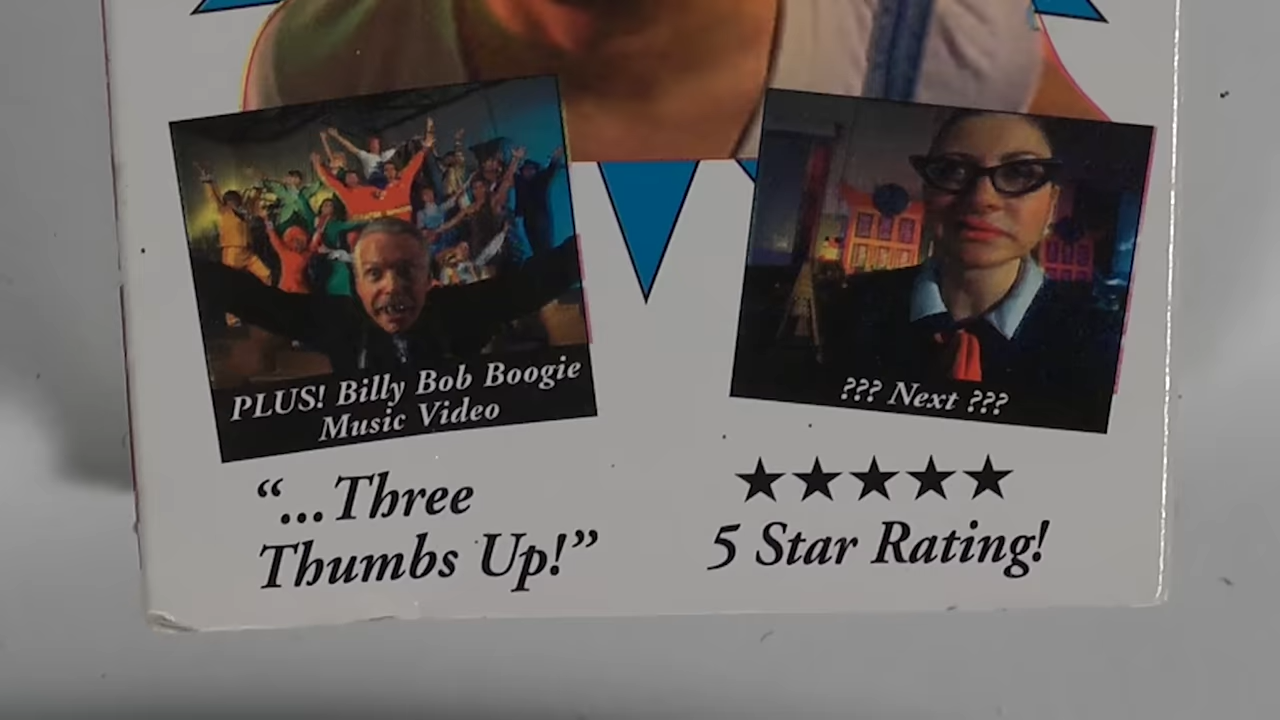 PLUS! Billy Bob Boogie
Music Video
??? Next ???
“...Three
Thumbs Up!”
★★★★★
5 Star Rating!